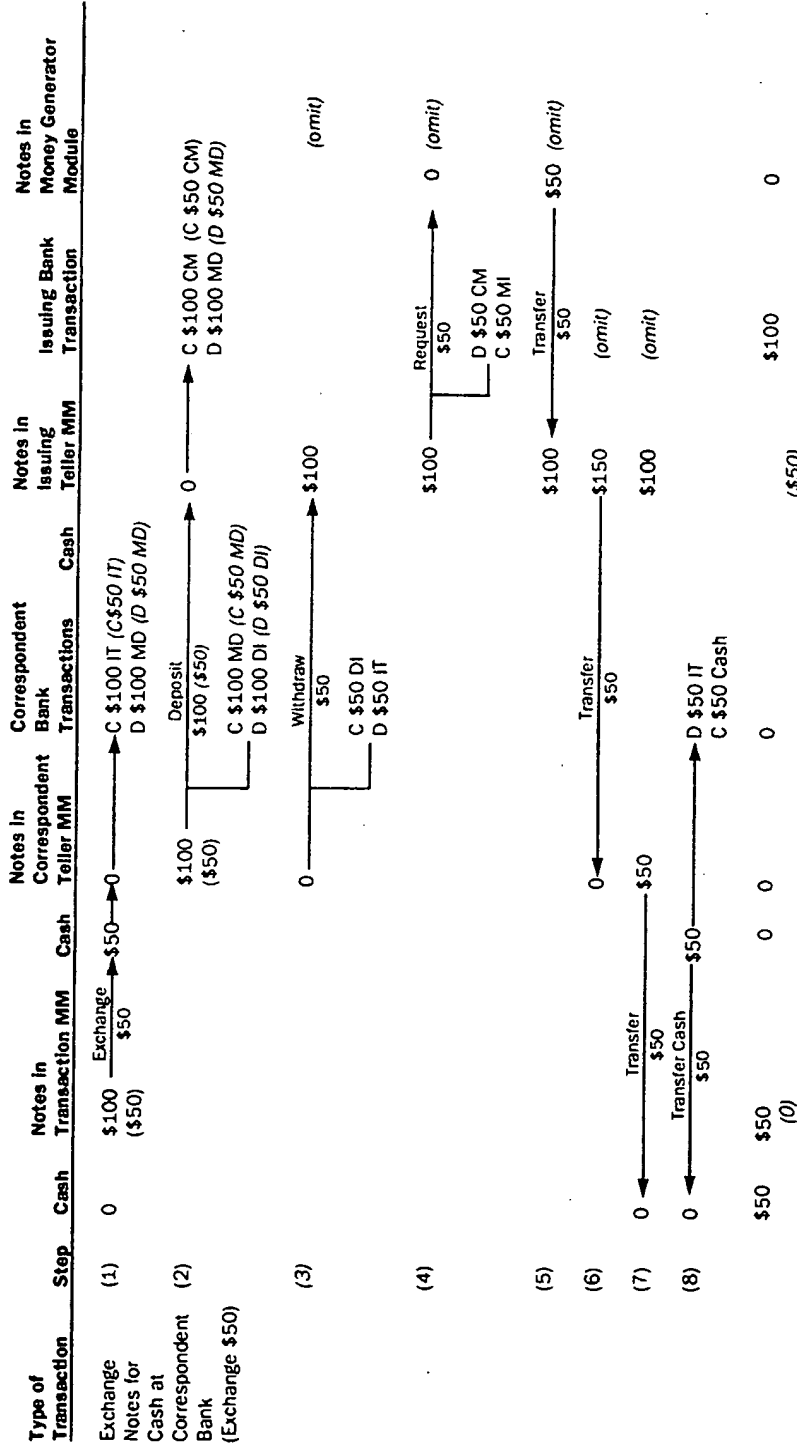 Type of Transaction Step Cash Notes in Transaction MM Cash Notes in Correspondent Teller MM Correspondent Bank Transactions Cash Notes in Issuing Teller MM Issuing Bank Transaction Notes in Money Generator Module
Exchange Notes for Cash at Correspondent Bank (Exchange $50)
(1) 0 $100 Exchange $50 0 C $100 IT (C$50 IT)
($50) $50 D $100 MD (D $50 MD)
(2) $100 Deposit 0 C $100 CM (C $50 CM)
($50) $100 ($50) D $100 MD (D $50 MD)
C $100 MD (C $50 MD)
D $100 DI (D $50 DI)
(3) 0 Withdraw $100 (omit)
$50
C $50 DI
D $50 IT
(4) $100 Request 0 (omit)
$50
D $50 CM
C $50 MI
(5) $100 Transfer $50 (omit)
$50
(6) 0 Transfer $150 (omit)
$50
(7) 0 Transfer $50 $100 (omit)
$50
(8) 0 Transfer Cash $50 D $50 IT
$50 C $50 Cash
$50 $50 0 0 0 $100 0
(0) ($50)